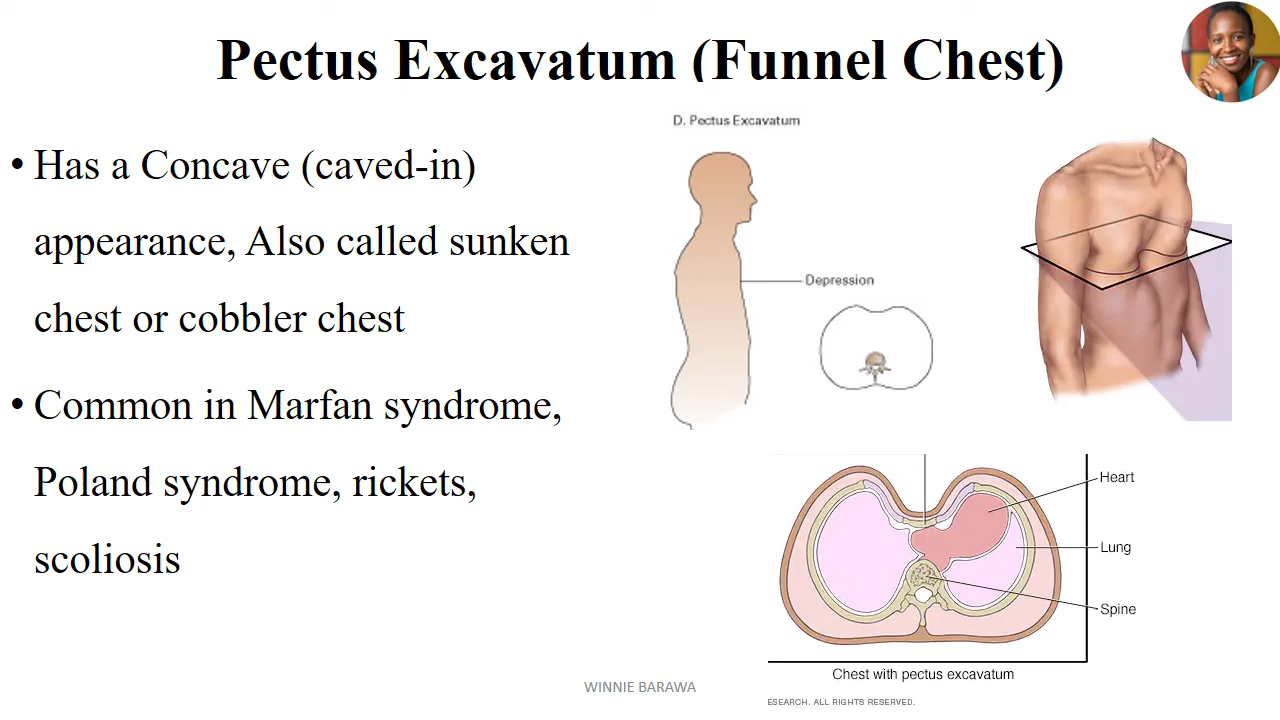 Pectus Excavatum (Funnel Chest)
• Has a Concave (caved-in)
appearance, Also called sunken
chest or cobbler chest
• Common in Marfan syndrome,
Poland syndrome, rickets,
scoliosis
D. Pectus Excavatum
Depression
Heart
Lung
Spine
Chest with pectus excavatum
WINNIE BARAWA
ESEARCH. ALL RIGHTS RESERVED.